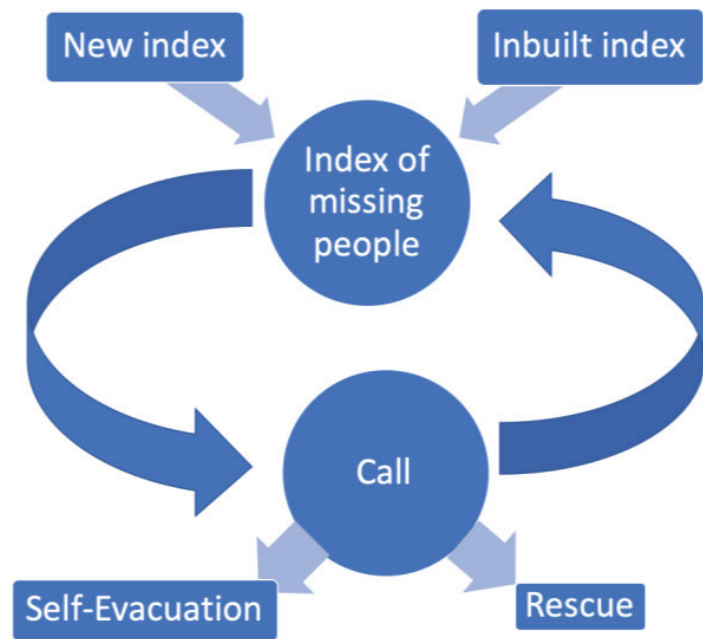 New index
Inbuilt index
Index of
missing
people
Call
Self-Evacuation
Rescue